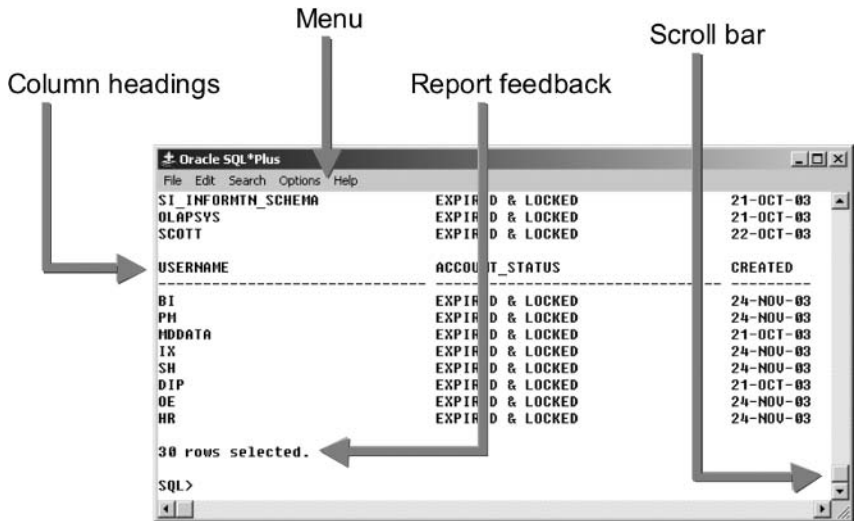 Menu
Scroll bar
Column headings
Report feedback
Oracle SQL*Plus
File Edit Search Options Help
SI_INFORMTN_SCHEMA EXPIRED & LOCKED 21-OCT-03
OLAPSYS EXPIRED & LOCKED 21-OCT-03
SCOTT EXPIRED & LOCKED 22-OCT-03
USERNAME ACCOUNT_STATUS CREATED
------------------------------ -------------------------------- ---------
BI EXPIRED & LOCKED 24-NOV-03
PM EXPIRED & LOCKED 24-NOV-03
MDDATA EXPIRED & LOCKED 21-OCT-03
IX EXPIRED & LOCKED 24-NOV-03
SH EXPIRED & LOCKED 24-NOV-03
DIP EXPIRED & LOCKED 21-OCT-03
OE EXPIRED & LOCKED 24-NOV-03
HR EXPIRED & LOCKED 24-NOV-03
30 rows selected.
SQL>